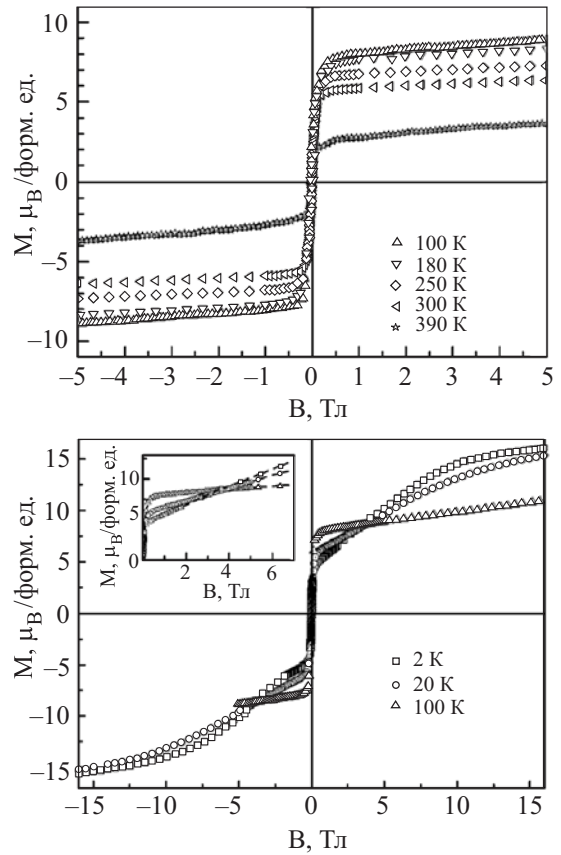 10
5
0
−5
−10
M, μB/форм. ед.
100 К
180 К
250 К
300 К
390 К
−5 −4 −3 −2 −1 0 1 2 3 4 5
В, Тл
15
10
5
0
−5
−10
−15
M, μB/форм. ед.
10
5
0
M, μB/форм. ед.
2 4 6
В, Тл
2 К
20 К
100 К
−15 −10 −5 0 5 10 15
В, Тл